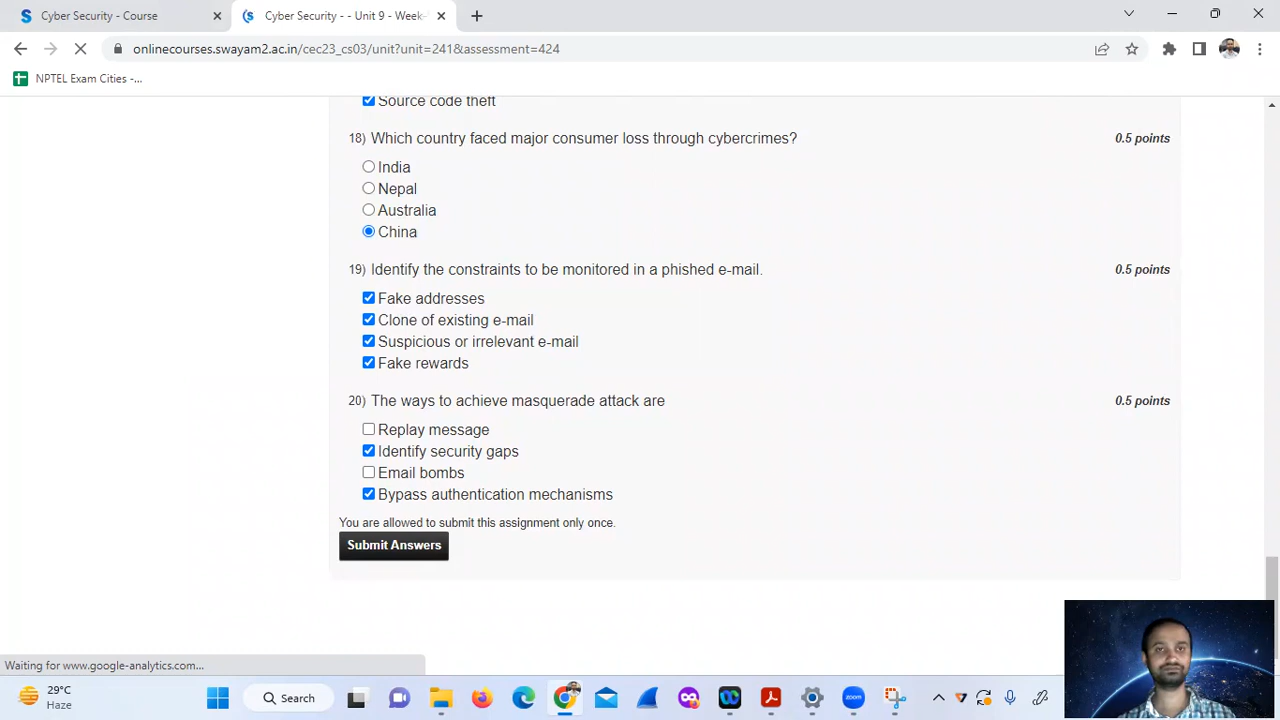 Cyber Security - Course
Cyber Security - - Unit 9 - Week-
onlinecourses.swayam2.ac.in/cec23_cs03/unit?unit=241&assessment=424
NPTEL Exam Cities -...
Source code theft
18) Which country faced major consumer loss through cybercrimes?
0.5 points
India
Nepal
Australia
China
19) Identify the constraints to be monitored in a phished e-mail.
0.5 points
Fake addresses
Clone of existing e-mail
Suspicious or irrelevant e-mail
Fake rewards
20) The ways to achieve masquerade attack are
0.5 points
Replay message
Identify security gaps
Email bombs
Bypass authentication mechanisms
You are allowed to submit this assignment only once.
Submit Answers
Waiting for www.google-analytics.com...
29°C
Haze
Search
zoom